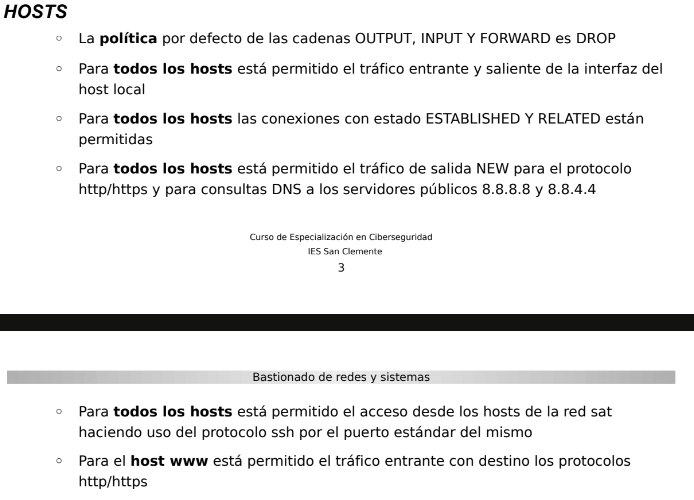 HOSTS
◦ La política por defecto de las cadenas OUTPUT, INPUT Y FORWARD es DROP
◦ Para todos los hosts está permitido el tráfico entrante y saliente de la interfaz del
host local
◦ Para todos los hosts las conexiones con estado ESTABLISHED Y RELATED están
permitidas
◦ Para todos los hosts está permitido el tráfico de salida NEW para el protocolo
http/https y para consultas DNS a los servidores públicos 8.8.8.8 y 8.8.4.4
Curso de Especialización en Ciberseguridad
IES San Clemente
3
Bastionado de redes y sistemas
◦ Para todos los hosts está permitido el acceso desde los hosts de la red sat
haciendo uso del protocolo ssh por el puerto estándar del mismo
◦ Para el host www está permitido el tráfico entrante con destino los protocolos
http/https